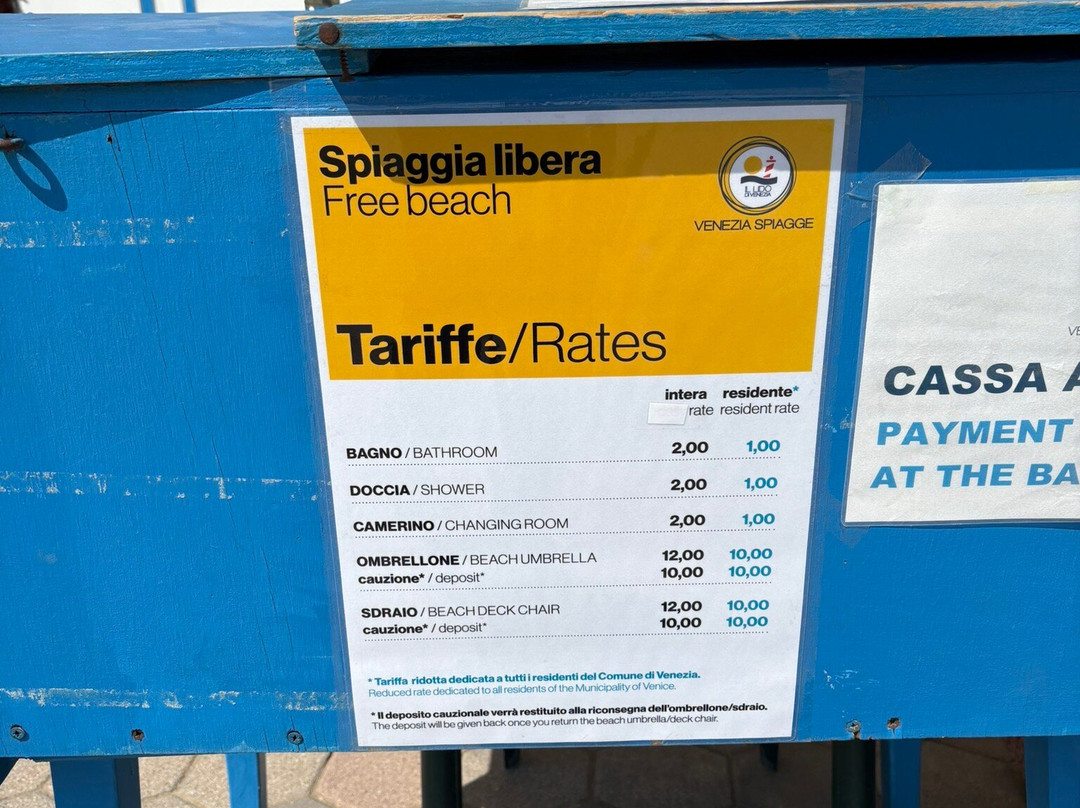 Spiaggia libera
Free beach
IL LIDO
DI VENEZIA
VENEZIA SPIAGGE
Tariffe/Rates
intera residente*
rate resident rate
BAGNO / BATHROOM 2,00 1,00
DOCCIA / SHOWER 2,00 1,00
CAMERINO / CHANGING ROOM 2,00 1,00
OMBRELLONE / BEACH UMBRELLA 12,00 10,00
cauzione* / deposit* 10,00 10,00
SDRAIO / BEACH DECK CHAIR 12,00 10,00
cauzione* / deposit* 10,00 10,00
* Tariffa ridotta dedicata a tutti i residenti del Comune di Venezia.
Reduced rate dedicated to all residents of the Municipality of Venice.
* Il deposito cauzionale verrà restituito alla riconsegna dell'ombrellone/sdraio.
The deposit will be given back once you return the beach umbrella/deck chair.
VE
CASSA A
PAYMENT
AT THE BA